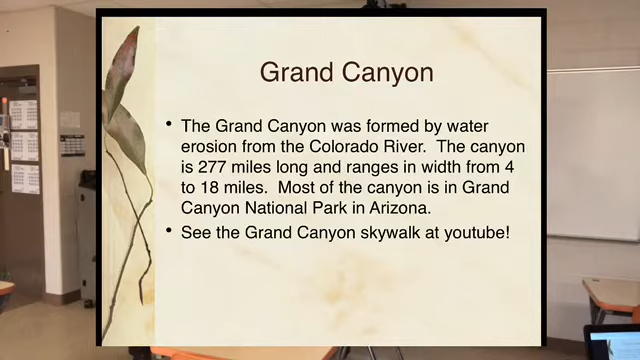 Grand Canyon
• The Grand Canyon was formed by water
erosion from the Colorado River.  The canyon
is 277 miles long and ranges in width from 4
to 18 miles.  Most of the canyon is in Grand
Canyon National Park in Arizona.
• See the Grand Canyon skywalk at youtube!